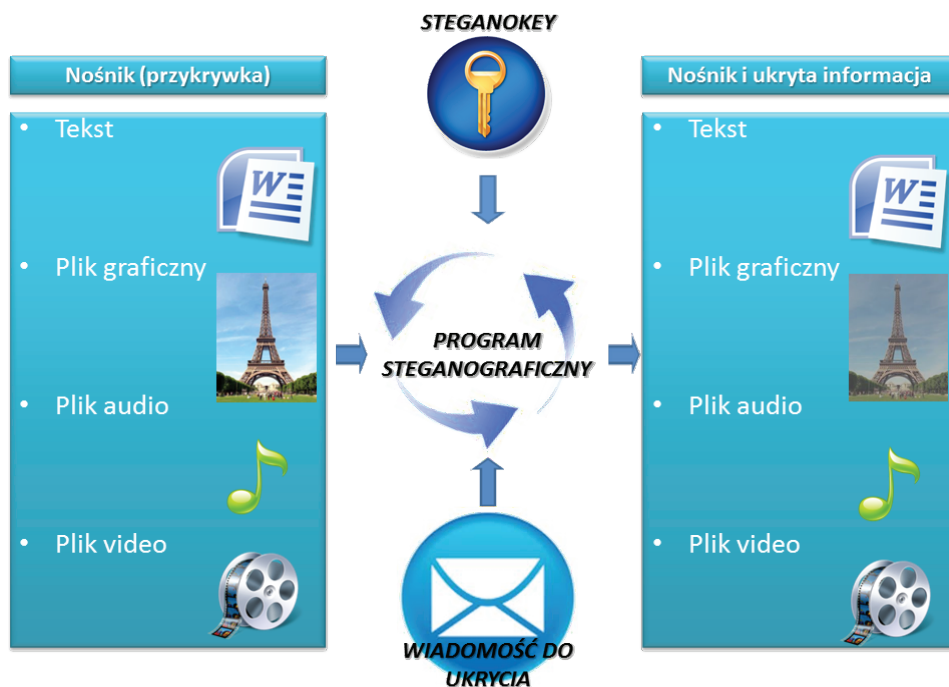 STEGANOKEY
Nośnik (przykrywka)
• Tekst
W
• Plik graficzny
• Plik audio
• Plik video
PROGRAM
STEGANOGRAFICZNY
WIADOMOŚĆ DO
UKRYCIA
Nośnik i ukryta informacja
• Tekst
W
• Plik graficzny
• Plik audio
• Plik video